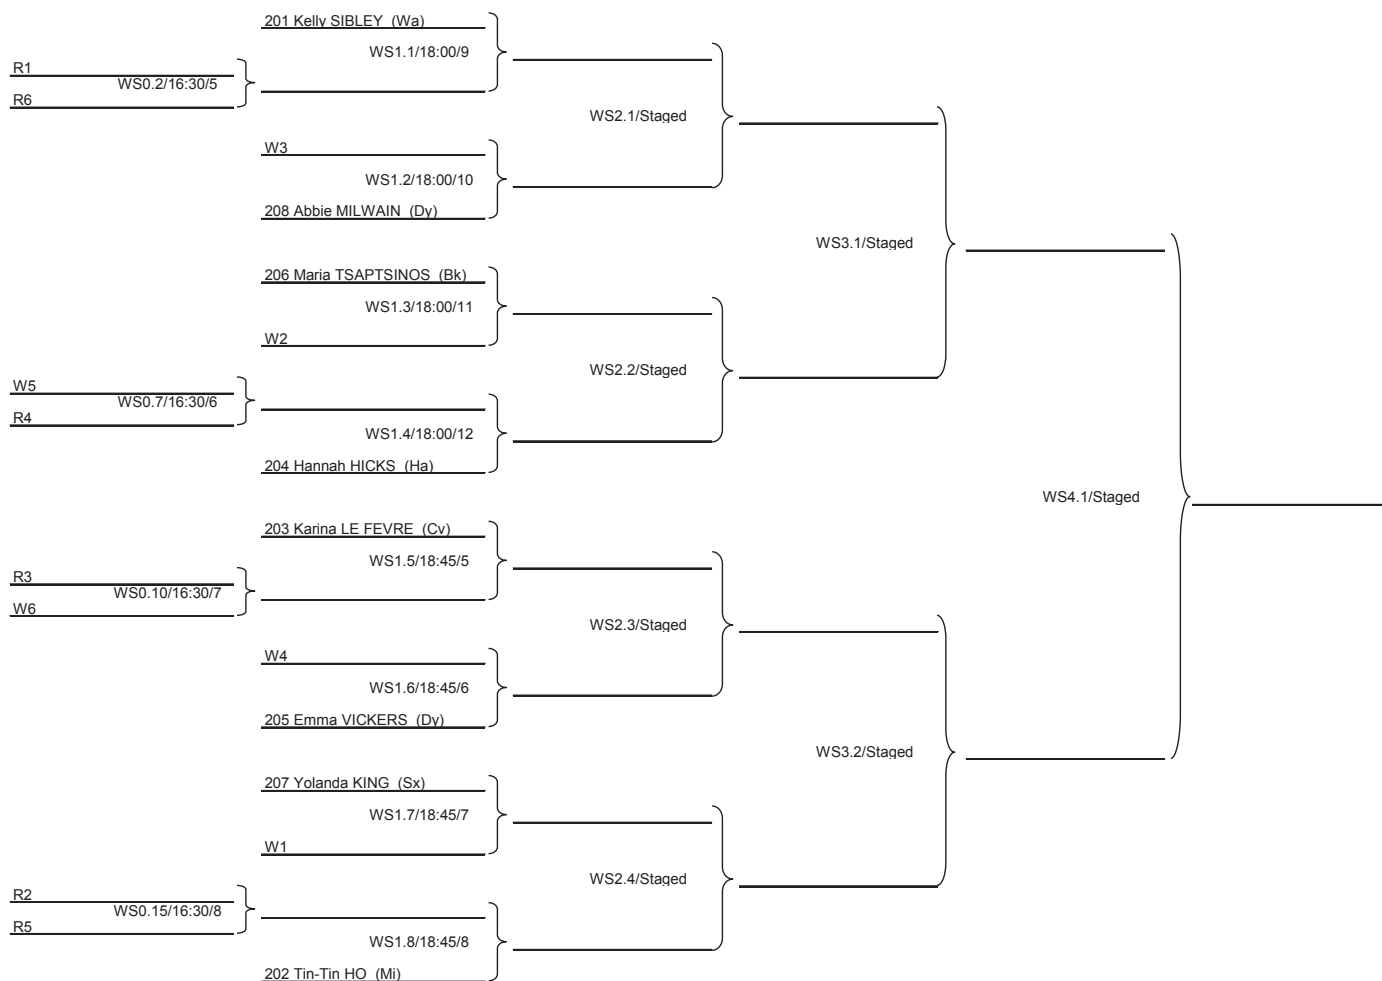 201 Kelly SIBLEY (Wa)
WS1.1/18:00/9
R1
WS0.2/16:30/5
R6
WS2.1/Staged
W3
WS1.2/18:00/10
208 Abbie MILWAIN (Dy)
WS3.1/Staged
206 Maria TSAPTSINOS (Bk)
WS1.3/18:00/11
W2
WS2.2/Staged
W5
WS0.7/16:30/6
R4
WS1.4/18:00/12
204 Hannah HICKS (Ha)
WS4.1/Staged
203 Karina LE FEVRE (Cv)
WS1.5/18:45/5
R3
WS0.10/16:30/7
W6
WS2.3/Staged
W4
WS1.6/18:45/6
205 Emma VICKERS (Dy)
WS3.2/Staged
207 Yolanda KING (Sx)
WS1.7/18:45/7
W1
WS2.4/Staged
R2
WS0.15/16:30/8
R5
WS1.8/18:45/8
202 Tin-Tin HO (Mi)